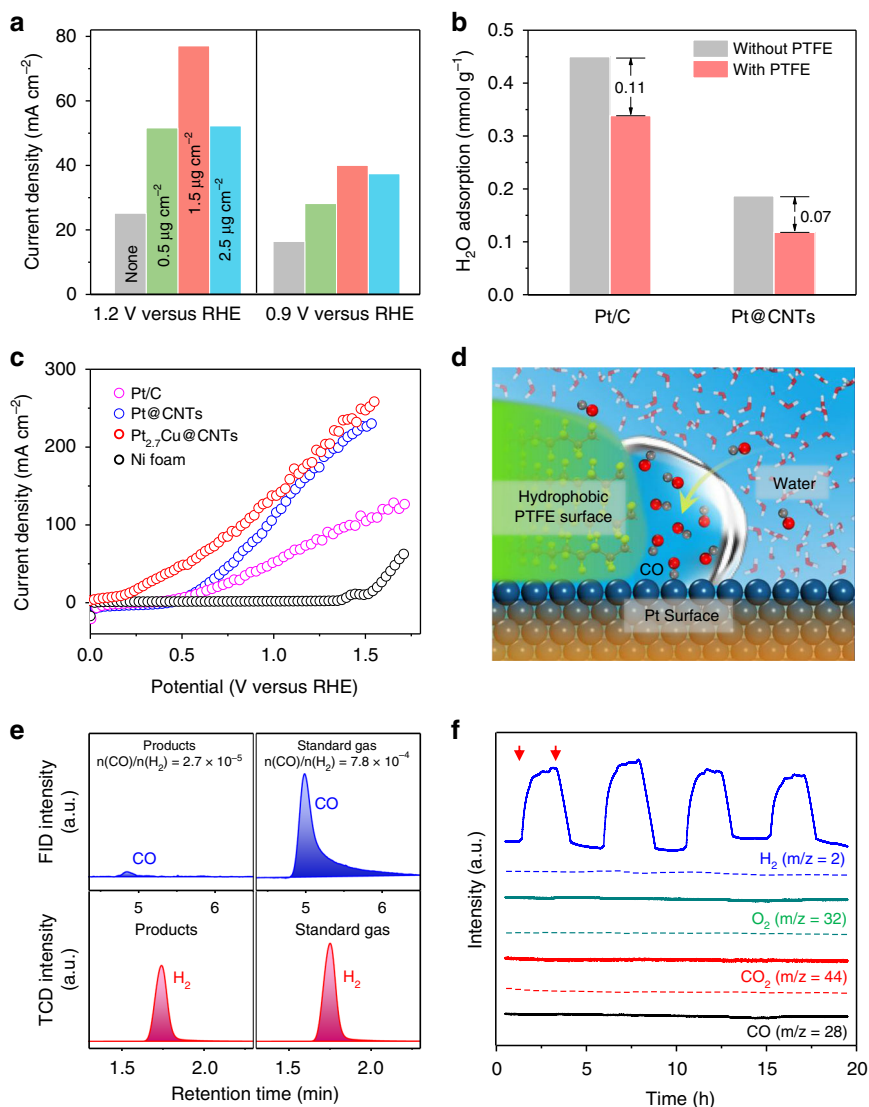 a
Current density (mA cm⁻²)
80
60
40
20
0
None
0.5 μg cm⁻²
1.5 μg cm⁻²
2.5 μg cm⁻²
1.2 V versus RHE
0.9 V versus RHE
b
H₂O adsorption (mmol g⁻¹)
0.5
0.4
0.3
0.2
0.1
0.0
Without PTFE
With PTFE
0.11
0.07
Pt/C
Pt@CNTs
c
Current density (mA cm⁻²)
300
200
100
0
Pt/C
Pt@CNTs
Pt₂.₇Cu@CNTs
Ni foam
0.0
0.5
1.0
1.5
Potential (V versus RHE)
d
Hydrophobic
PTFE surface
Water
CO
Pt Surface
e
FID intensity
(a.u.)
Products
n(CO)/n(H₂) = 2.7 × 10⁻⁵
CO
5
6
Standard gas
n(CO)/n(H₂) = 7.8 × 10⁻⁴
CO
5
6
TCD intensity
(a.u.)
Products
H₂
Standard gas
H₂
1.5
2.0
1.5
2.0
Retention time (min)
f
Intensity (a.u.)
H₂ (m/z = 2)
O₂ (m/z = 32)
CO₂ (m/z = 44)
CO (m/z = 28)
0
5
10
15
20
Time (h)